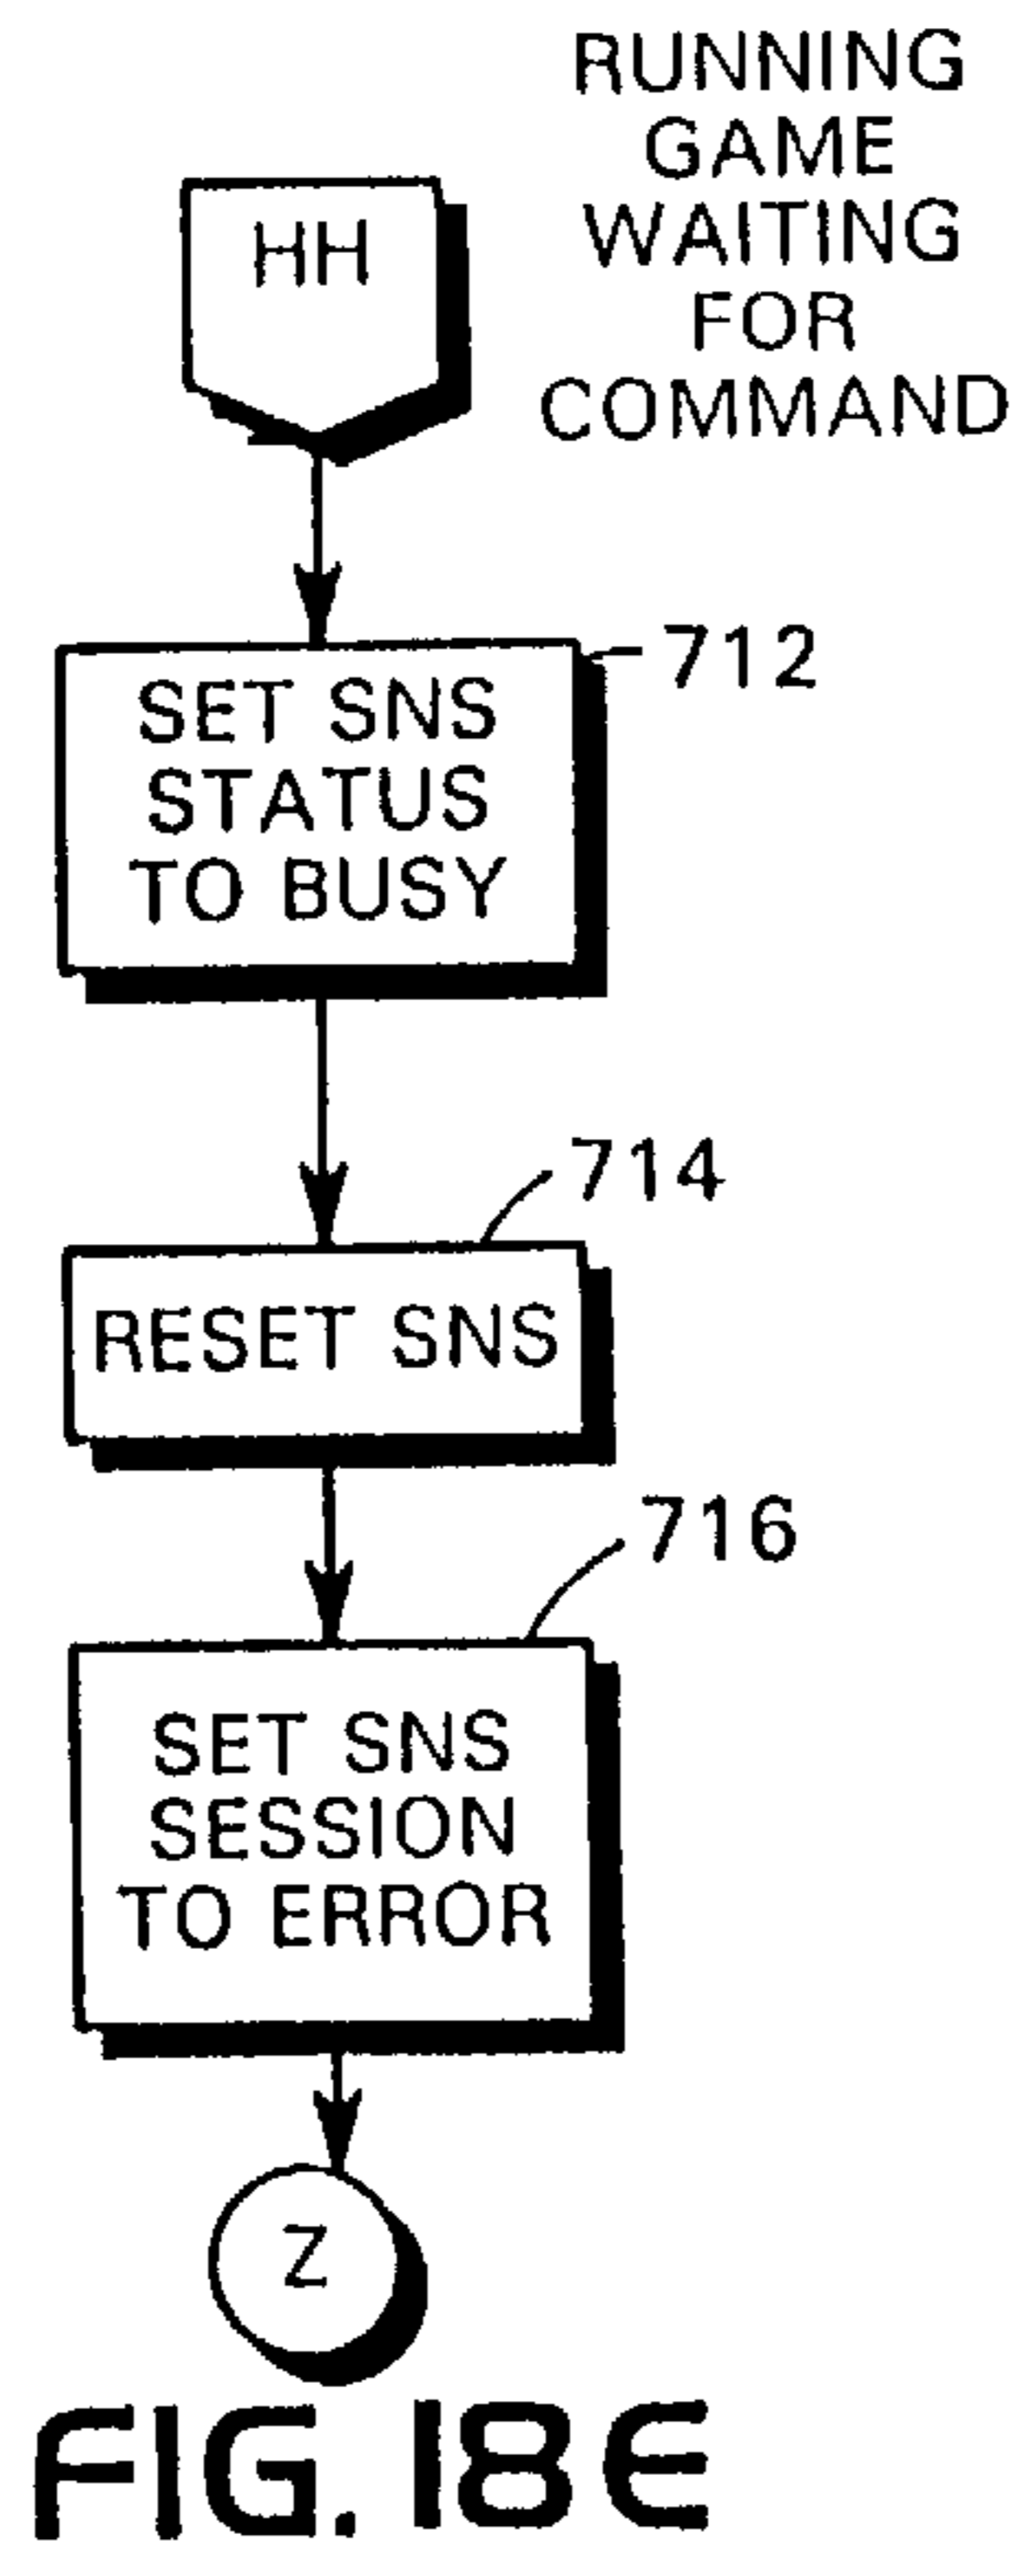 RUNNING
GAME
WAITING
FOR
COMMAND
HH
712
SET SNS
STATUS
TO BUSY
714
RESET SNS
716
SET SNS
SESSION
TO ERROR
Z
FIG. 18E